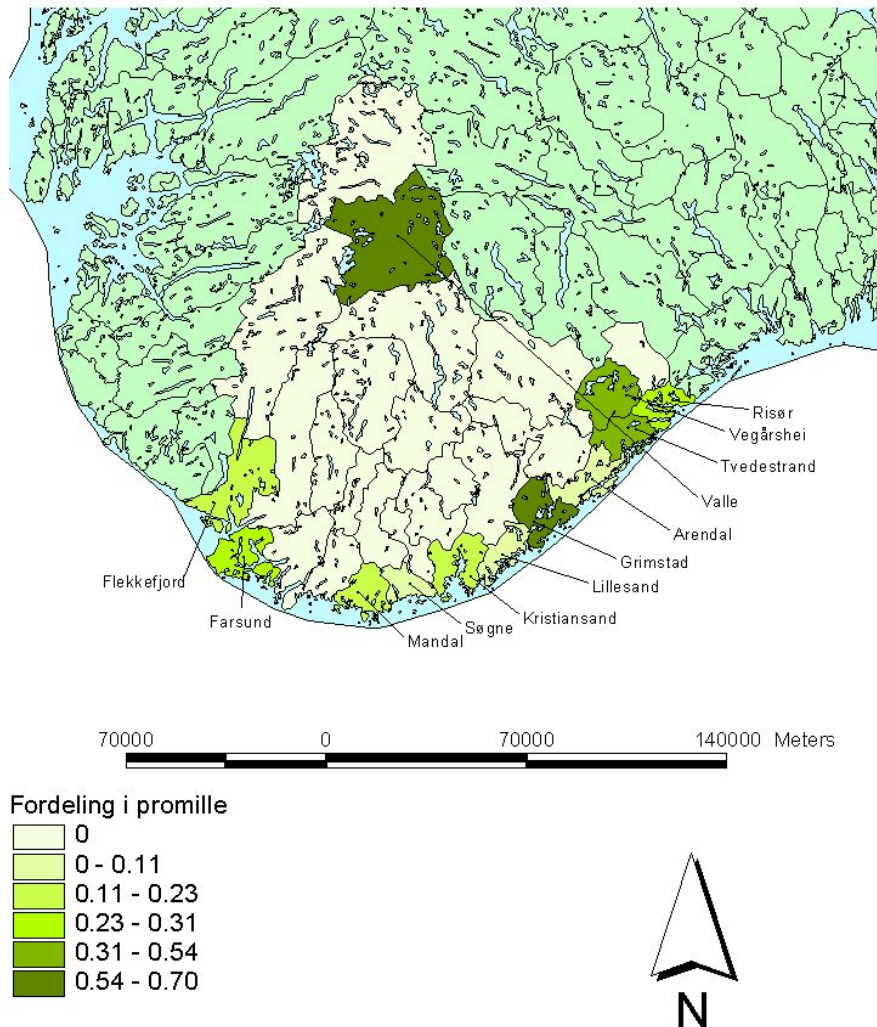 Risør
Vegårshei
Tvedestrand
Valle
Arendal
Grimstad
Lillesand
Kristiansand
Søgne
Mandal
Farsund
Flekkefjord
70000 0 70000 140000 Meters
Fordeling i promille
0
0 - 0.11
0.11 - 0.23
0.23 - 0.31
0.31 - 0.54
0.54 - 0.70
N